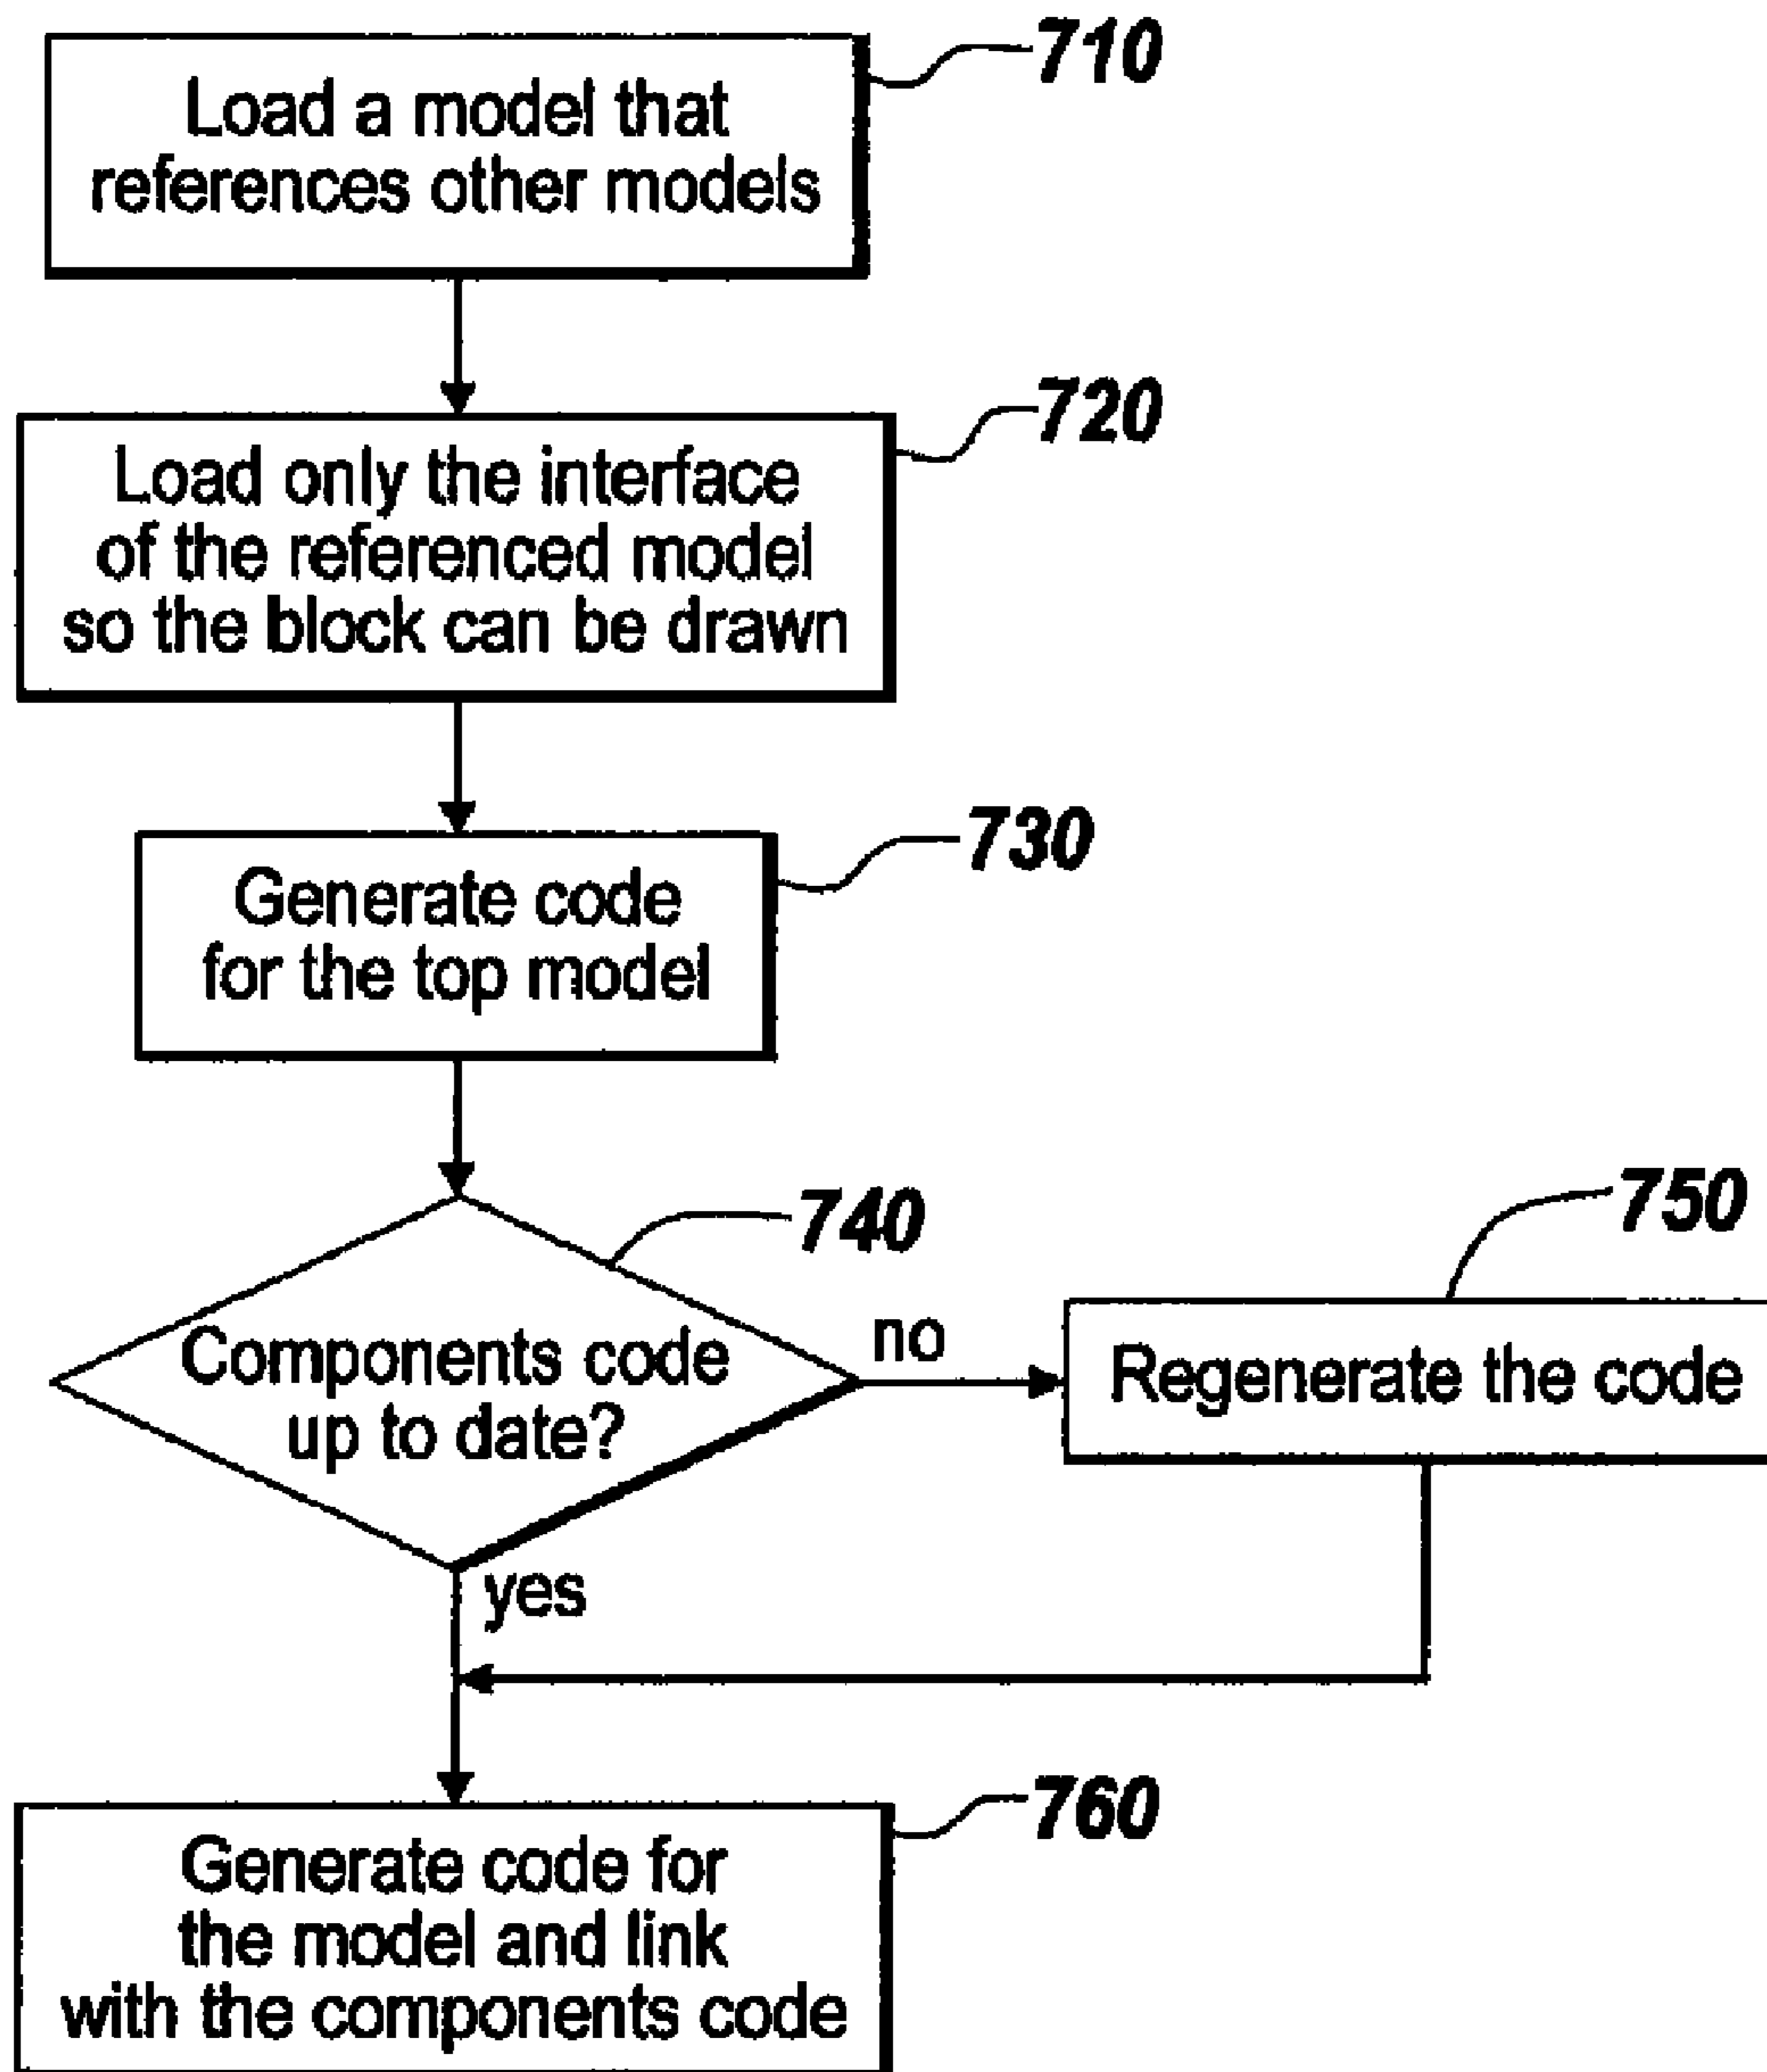 710
Load a model that
references other models
720
Load only the interface
of the referenced model
so the block can be drawn
730
Generate code
for the top model
740
Components code
up to date?
no
750
Regenerate the code
yes
760
Generate code for
the model and link
with the components code